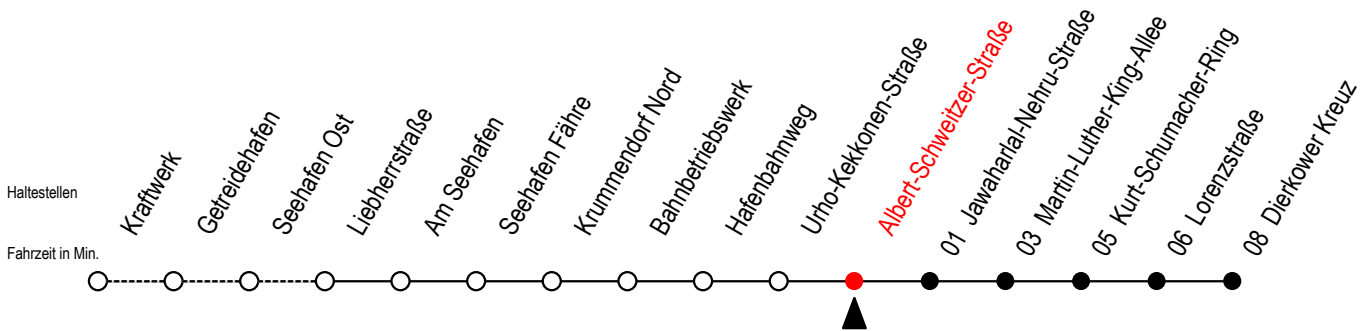 Haltestellen
Fahrzeit in Min.
Kraftwerk
Getreidehafen
Seehafen Ost
Liebherrstraße
Am Seehafen
Seehafen Fähre
Krummendorf Nord
Bahnbetriebswerk
Hafenbahnweg
Urho-Kekkonen-Straße
Albert-Schweitzer-Straße
01 Jawaharlal-Nehru-Straße
03 Martin-Luther-King-Allee
05 Kurt-Schumacher-Ring
06 Lorenzstraße
08 Dierkower Kreuz